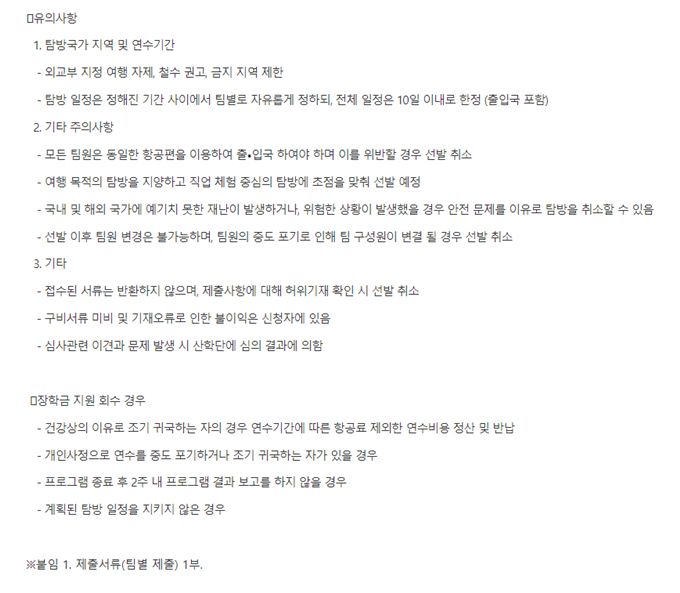 ▯유의사항
1. 탐방국가 지역 및 연수기간
- 외교부 지정 여행 자제, 철수 권고, 금지 지역 제한
- 탐방 일정은 정해진 기간 사이에서 팀별로 자유롭게 정하되, 전체 일정은 10일 이내로 한정 (출입국 포함)
2. 기타 주의사항
- 모든 팀원은 동일한 항공편을 이용하여 출•입국 하여야 하며 이를 위반할 경우 선발 취소
- 여행 목적의 탐방을 지양하고 직업 체험 중심의 탐방에 초점을 맞춰 선발 예정
- 국내 및 해외 국가에 예기치 못한 재난이 발생하거나, 위험한 상황이 발생했을 경우 안전 문제를 이유로 탐방을 취소할 수 있음
- 선발 이후 팀원 변경은 불가능하며, 팀원의 중도 포기로 인해 팀 구성원이 변결 될 경우 선발 취소
3. 기타
- 접수된 서류는 반환하지 않으며, 제출사항에 대해 허위기재 확인 시 선발 취소
- 구비서류 미비 및 기재오류로 인한 불이익은 신청자에 있음
- 심사관련 이견과 문제 발생 시 산학단에 심의 결과에 의함
▯장학금 지원 회수 경우
- 건강상의 이유로 조기 귀국하는 자의 경우 연수기간에 따른 항공료 제외한 연수비용 정산 및 반납
- 개인사정으로 연수를 중도 포기하거나 조기 귀국하는 자가 있을 경우
- 프로그램 종료 후 2주 내 프로그램 결과 보고를 하지 않을 경우
- 계획된 탐방 일정을 지키지 않은 경우
※붙임 1. 제출서류(팀별 제출) 1부.